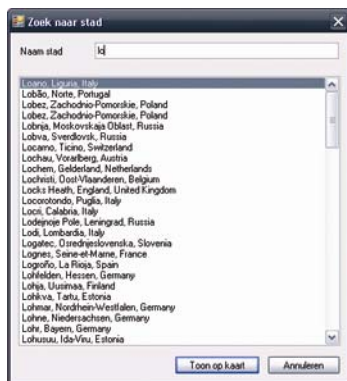 Zoek naar stad
Naam stad lo
Loano, Liguria, Italy
Lobão, Norte, Portugal
Lobez, Zachodnio-Pomorskie, Poland
Lobez, Zachodnio-Pomorskie, Poland
Lobnja, Moskovskaja Oblast, Russia
Lobva, Sverdlovsk, Russia
Locarno, Ticino, Switzerland
Lochau, Vorarlberg, Austria
Lochem, Gelderland, Netherlands
Lochristi, Oost-Vlaanderen, Belgium
Locks Heath, England, United Kingdom
Locorotondo, Puglia, Italy
Locri, Calabria, Italy
Lodejnoje Pole, Leningrad, Russia
Lodi, Lombardia, Italy
Logatec, Osrednjeslovenska, Slovenia
Lognes, Seine-et-Marne, France
Logroño, La Rioja, Spain
Lohfelden, Hessen, Germany
Lohja, Uusimaa, Finland
Lohkva, Tartu, Estonia
Lohmar, Nordrhein-Westfalen, Germany
Lohne, Niedersachsen, Germany
Lohr, Bayern, Germany
Lohusuu, Ida-Viru, Estonia
Toon op kaart Annuleren